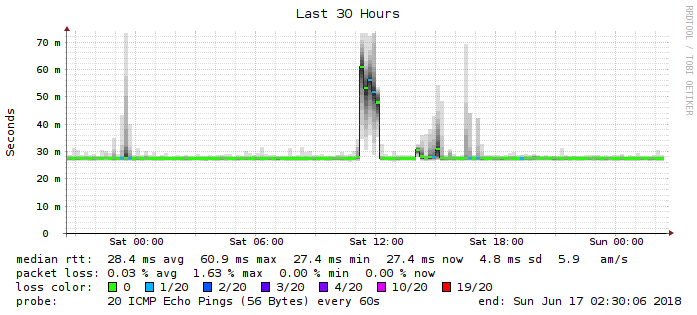 Last 30 Hours
RRDTOOL / TOBI OETIKER
Seconds
70 m
60 m
50 m
40 m
30 m
20 m
10 m
0
Sat 00:00 Sat 06:00 Sat 12:00 Sat 18:00 Sun 00:00
median rtt: 28.4 ms avg 60.9 ms max 27.4 ms min 27.4 ms now 4.8 ms sd 5.9 am/s
packet loss: 0.03 % avg 1.63 % max 0.00 % min 0.00 % now
loss color: 0 1/20 2/20 3/20 4/20 10/20 19/20
probe: 20 ICMP Echo Pings (56 Bytes) every 60s end: Sun Jun 17 02:30:06 2018